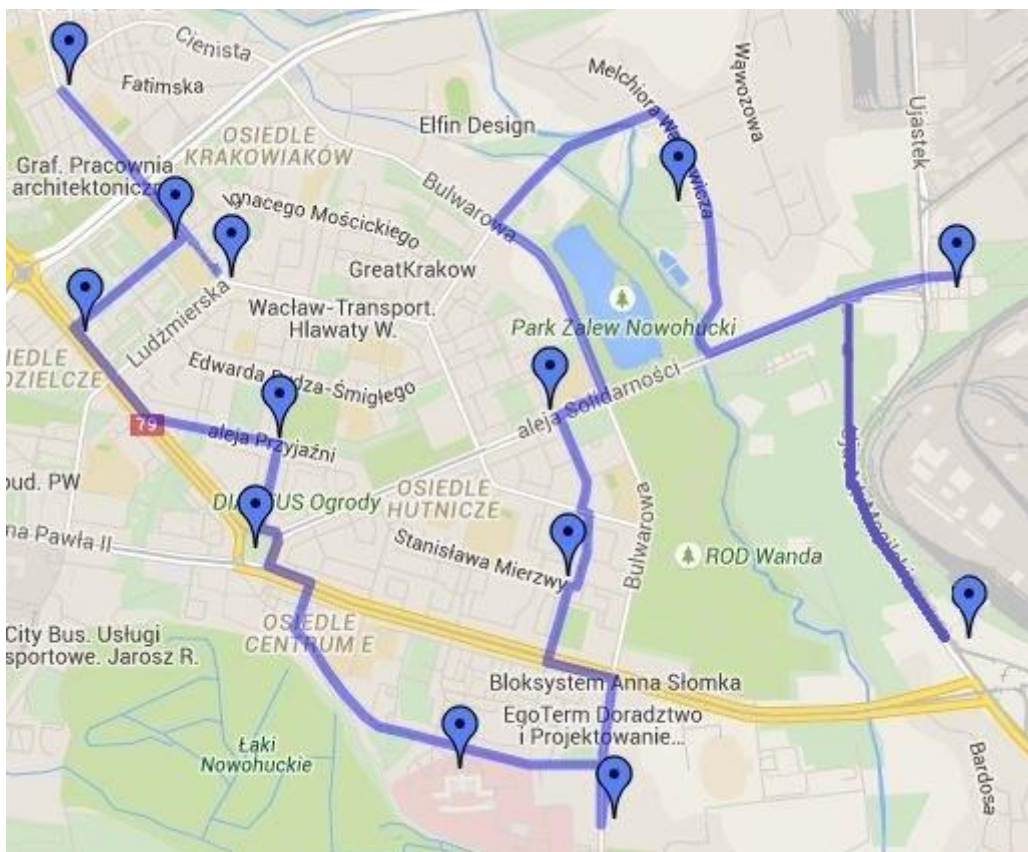 Cienista
Fatimska
Elfin Design
Melchiora
Wąwozowa
Ujastek
OSIEDLE
KRAKOWIAKÓW
Graf. Pracownia
architektoniczn
Ignacego Mościckiego
Bulwarowa
GreatKrakow
Ludźmierska
Wacław-Transport.
Hlawaty W.
Park Zalew Nowohucki
IEDLE
DZIELCZE
Edwarda Rydza-Śmigłego
79
aleja Przyjaźni
aleja Solidarności
bud. PW
Ogrody
OSIEDLE
HUTNICZE
na Pawła II
Stanisława Mierzwy
Bulwarowa
ROD Wanda
City Bus. Usługi
sportowe. Jarosz R.
OSIEDLE
CENTRUM E
Bloksystem Anna Słomka
EgoTerm Doradztwo
i Projektowanie...
Łąki
Nowohuckie
Bardosa